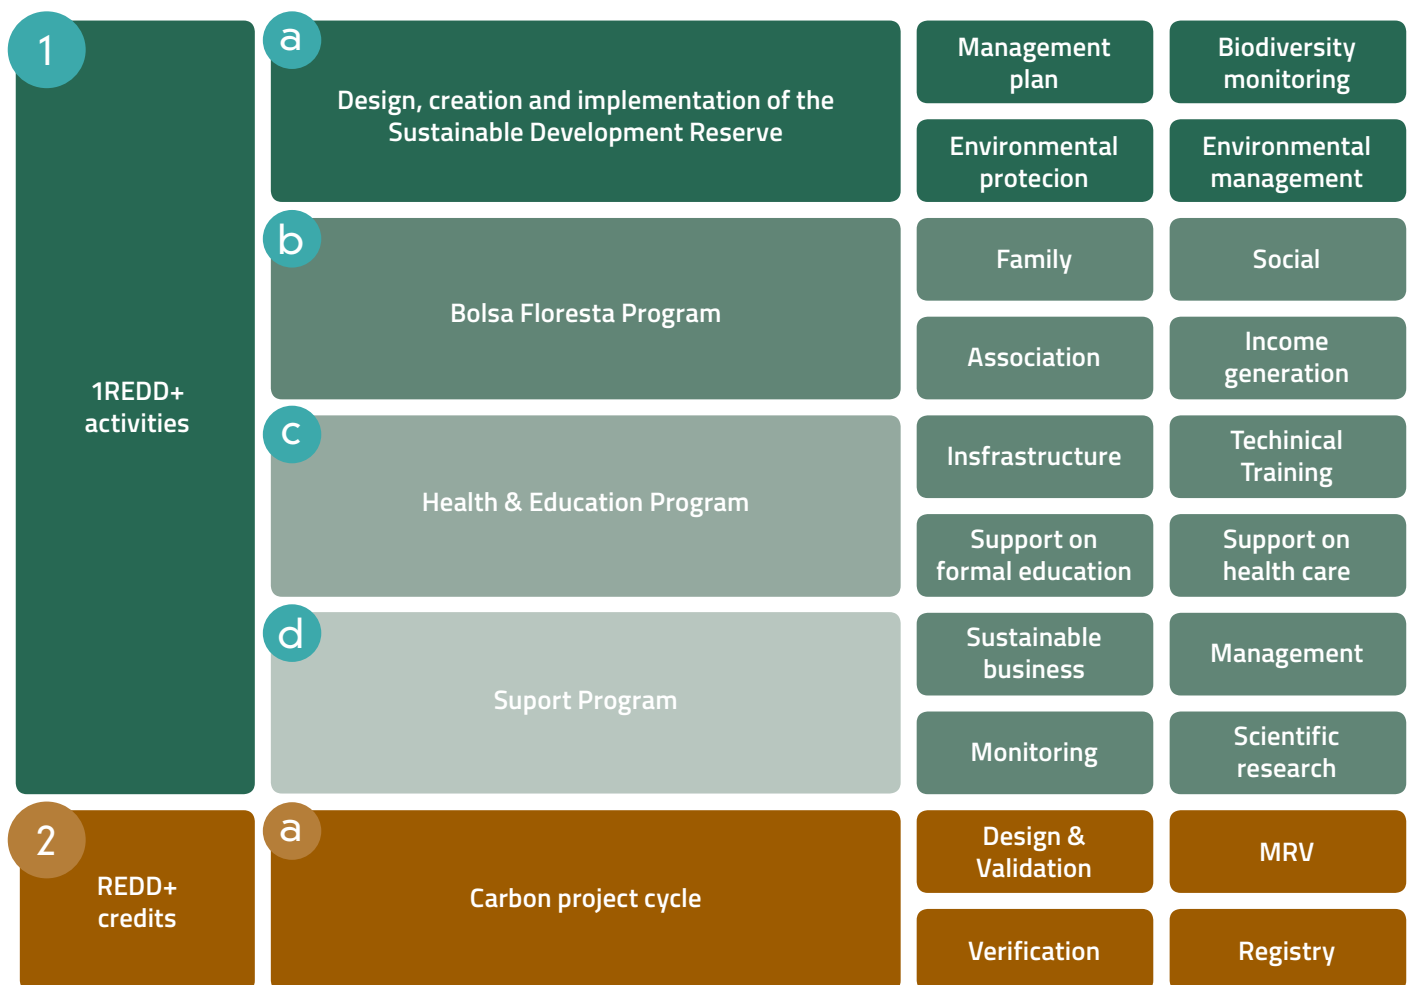 1
1REDD+
activities
a
Design, creation and implementation of the
Sustainable Development Reserve
Management
plan
Biodiversity
monitoring
Environmental
protecion
Environmental
management
b
Bolsa Floresta Program
Family
Social
Association
Income
generation
c
Health & Education Program
Insfrastructure
Techinical
Training
Support on
formal education
Support on
health care
d
Suport Program
Sustainable
business
Management
Monitoring
Scientific
research
2
REDD+
credits
a
Carbon project cycle
Design &
Validation
MRV
Verification
Registry